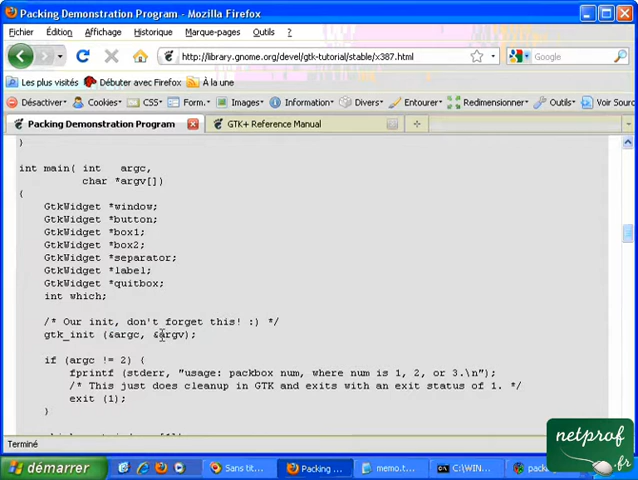 Packing Demonstration Program - Mozilla Firefox
Fichier Édition Affichage Historique Marque-pages Outils ?
http://library.gnome.org/devel/gtk-tutorial/stable/x387.html Google
Les plus visités Débuter avec Firefox À la une
Désactiver Cookies CSS Form. Images Information Divers Entourer Redimensionner Outils Voir Sourc
Packing Demonstration Program GTK+ Reference Manual
}
int main( int argc,
char *argv[])
{
GtkWidget *window;
GtkWidget *button;
GtkWidget *box1;
GtkWidget *box2;
GtkWidget *separator;
GtkWidget *label;
GtkWidget *quitbox;
int which;
/* Our init, don't forget this! :) */
gtk_init (&argc, &argv);
if (argc != 2) {
fprintf (stderr, "usage: packbox num, where num is 1, 2, or 3.\n");
/* This just does cleanup in GTK and exits with an exit status of 1. */
exit (1);
}
Terminé
netprof
.fr
démarrer Sans tit... Packing ... memo.t... C:\WIN... pack